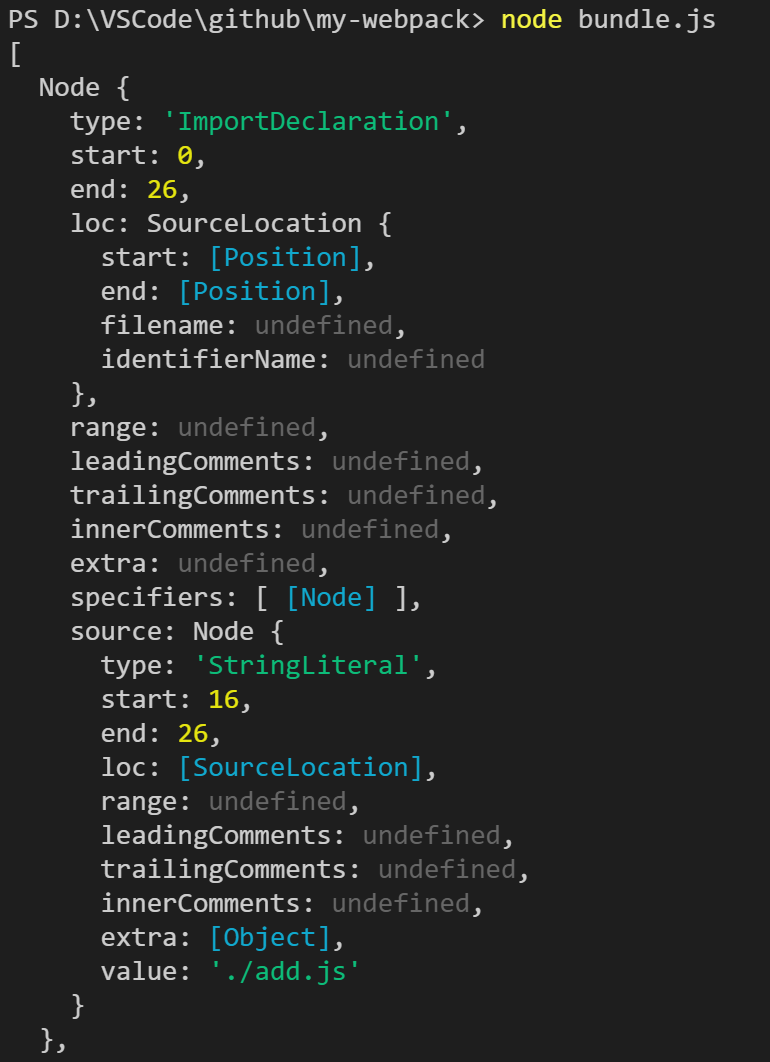 PS D:\VSCode\github\my-webpack> node bundle.js
[
  Node {
    type: 'ImportDeclaration',
    start: 0,
    end: 26,
    loc: SourceLocation {
      start: [Position],
      end: [Position],
      filename: undefined,
      identifierName: undefined
    },
    range: undefined,
    leadingComments: undefined,
    trailingComments: undefined,
    innerComments: undefined,
    extra: undefined,
    specifiers: [ [Node] ],
    source: Node {
      type: 'StringLiteral',
      start: 16,
      end: 26,
      loc: [SourceLocation],
      range: undefined,
      leadingComments: undefined,
      trailingComments: undefined,
      innerComments: undefined,
      extra: [Object],
      value: './add.js'
    }
  },